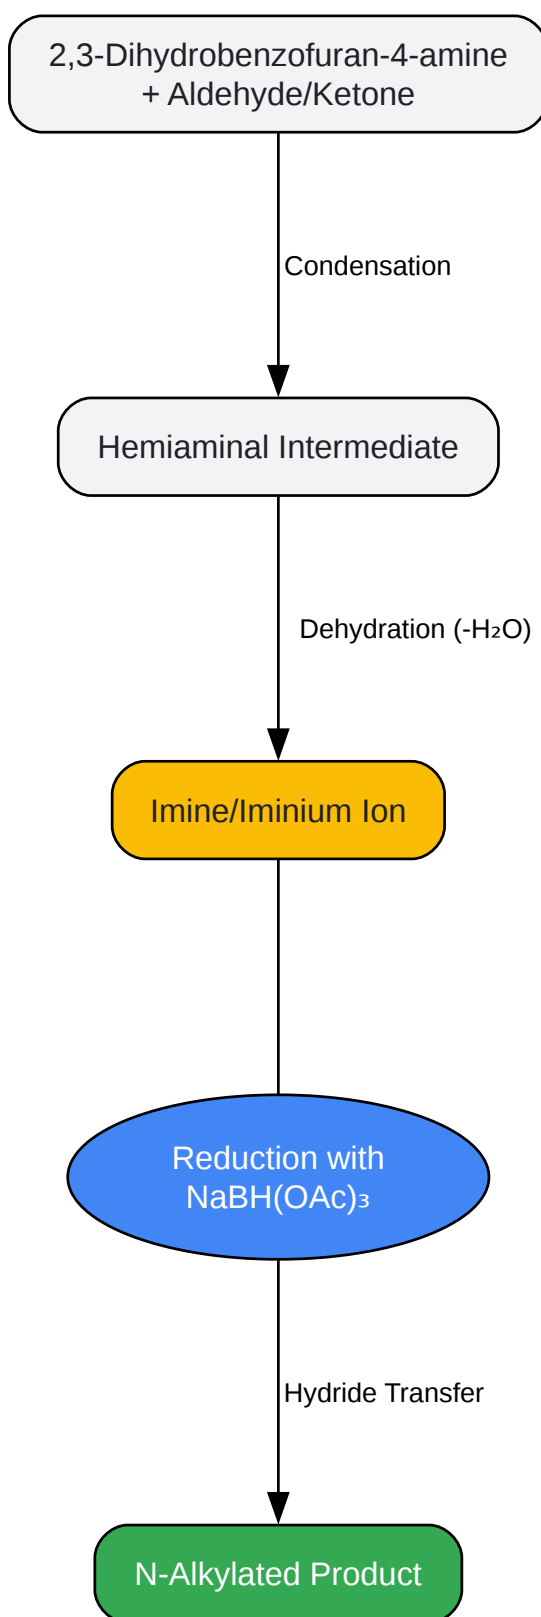 2,3-Dihydrobenzofuran-4-amine
+ Aldehyde/Ketone
Condensation
Hemiaminal Intermediate
Dehydration (-H₂O)
Imine/Iminium Ion
Reduction with
NaBH(OAc)₃
Hydride Transfer
N-Alkylated Product